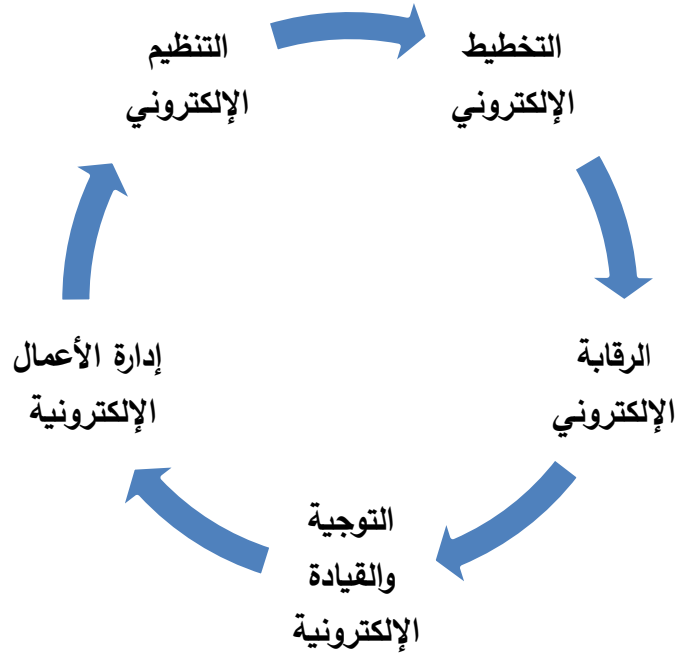 التخطيط
الإلكتروني
الرقابة
الإلكتروني
التوجية
والقيادة
الإلكترونية
إدارة الأعمال
الإلكترونية
التنظيم
الإلكتروني